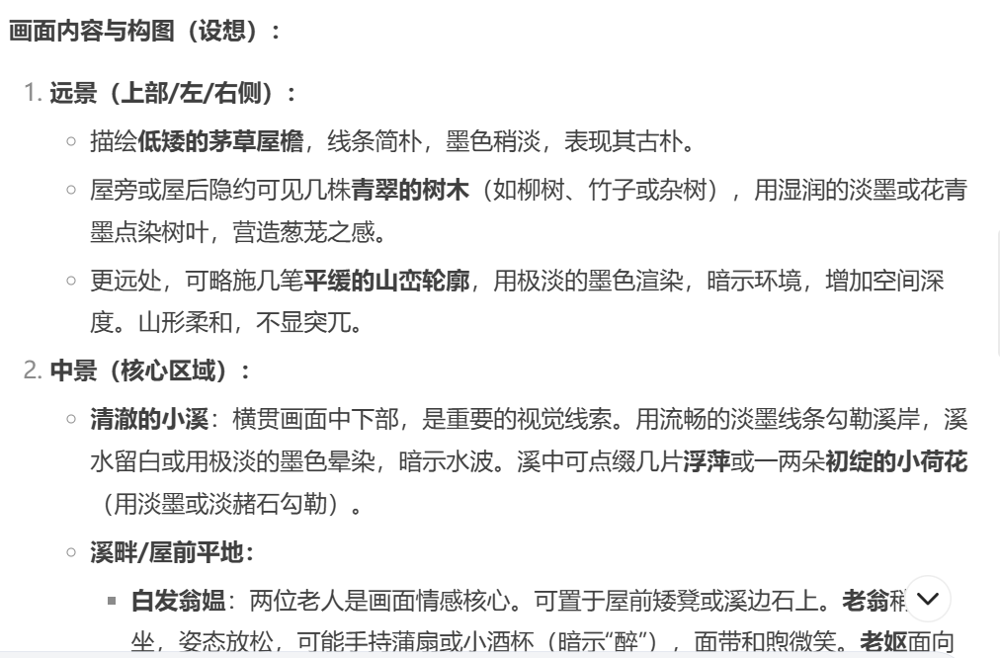 画面内容与构图（设想）：
1. 远景（上部/左/右侧）：
描绘低矮的茅草屋檐，线条简朴，墨色稍淡，表现其古朴。
屋旁或屋后隐约可见几株青翠的树木（如柳树、竹子或杂树），用湿润的淡墨或花青
墨点染树叶，营造葱茏之感。
更远处，可略施几笔平缓的山峦轮廓，用极淡的墨色渲染，暗示环境，增加空间深
度。山形柔和，不显突兀。
2. 中景（核心区域）：
清澈的小溪：横贯画面中下部，是重要的视觉线索。用流畅的淡墨线条勾勒溪岸，溪
水留白或用极淡的墨色晕染，暗示水波。溪中可点缀几片浮萍或一两朵初绽的小荷花
（用淡墨或淡赭石勾勒）。
溪畔/屋前平地：
白发翁媪：两位老人是画面情感核心。可置于屋前矮凳或溪边石上。老翁
坐，姿态放松，可能手持蒲扇或小酒杯（暗示“醉”），面带和煦微笑。老妪面向